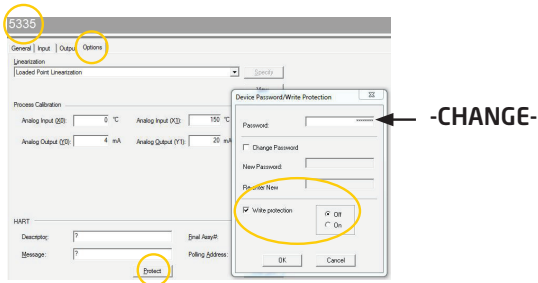 5335
General Input Output Options
Linearization
Loaded Point Linearization
Specify
Process Calibration
Analog Input (X0): 0 °C Analog Input (X1): 150 °C
Analog Output (Y0): 4 mA Analog Output (Y1): 20 mA
HART
Descriptor: ? Final Assy#:
Message: ? Polling Address:
Protect
Device Password/Write Protection
Password: ********
-CHANGE-
Change Password
New Password:
Re-enter New
Write protection
Off
On
OK Cancel